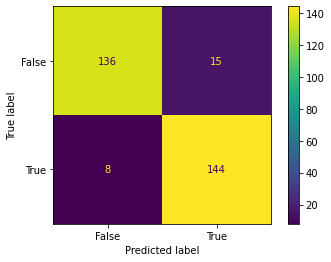 False 136 15
True 8 144
False True
Predicted label
True label
140
120
100
80
60
40
20